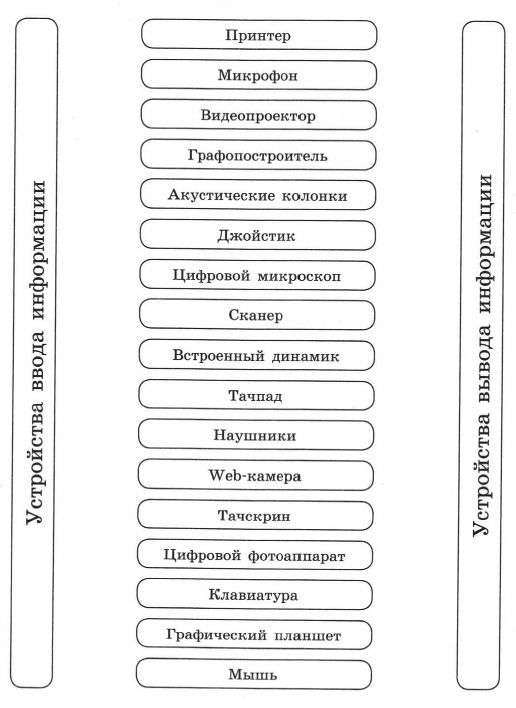 Устройства ввода информации
Принтер
Микрофон
Видеопроектор
Графопостроитель
Акустические колонки
Джойстик
Цифровой микроскоп
Сканер
Встроенный динамик
Тачпад
Наушники
Web-камера
Тачскрин
Цифровой фотоаппарат
Клавиатура
Графический планшет
Мышь
Устройства вывода информации